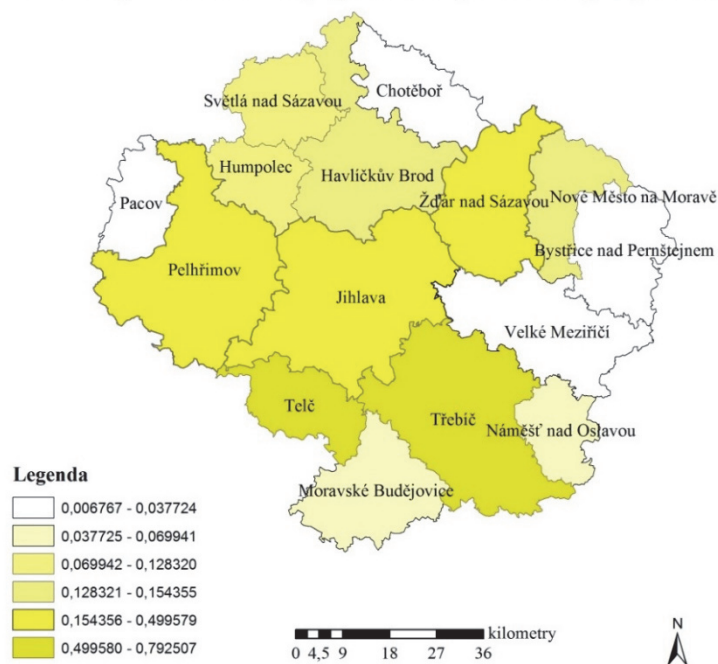 Chotěboř
Světlá nad Sázavou
Humpolec
Havlíčkův Brod
Pacov
Žďár nad Sázavou
Nové Město na Moravě
Bystřice nad Pernštejnem
Pelhřimov
Jihlava
Velké Meziříčí
Telč
Třebíč
Náměšť nad Oslavou
Moravské Budějovice
Legenda
0,006767 - 0,037724
0,037725 - 0,069941
0,069942 - 0,128320
0,128321 - 0,154355
0,154356 - 0,499579
0,499580 - 0,792507
kilometry
0 4,5 9 18 27 36
N